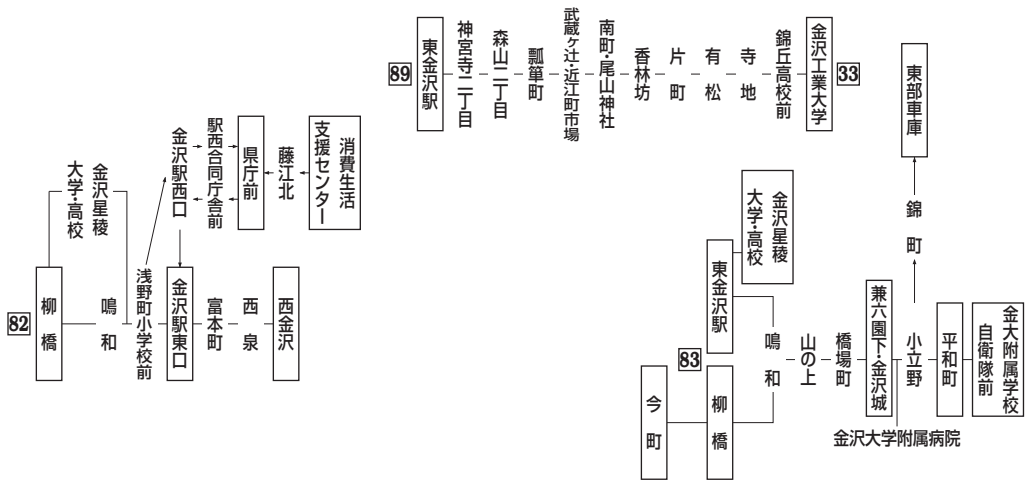 89
東金沢駅
神宮寺二丁目
森山二丁目
瓢箪町
武蔵ヶ辻・近江町市場
南町・尾山神社
香林坊
片町
有松
寺地
錦丘高校前
金沢工業大学
33
82
柳橋
金沢星稜
大学・高校
鳴和
浅野町小学校前
金沢駅西口
駅西合同庁舎前
県庁前
藤江北
消費生活
支援センター
金沢駅東口
富本町
西泉
西金沢
83
今町
柳橋
東金沢駅
金沢星稜
大学・高校
鳴和
山の上
橋場町
兼六園下・金沢城
金沢大学附属病院
小立野
錦町
東部車庫
平和町
金大附属学校
自衛隊前